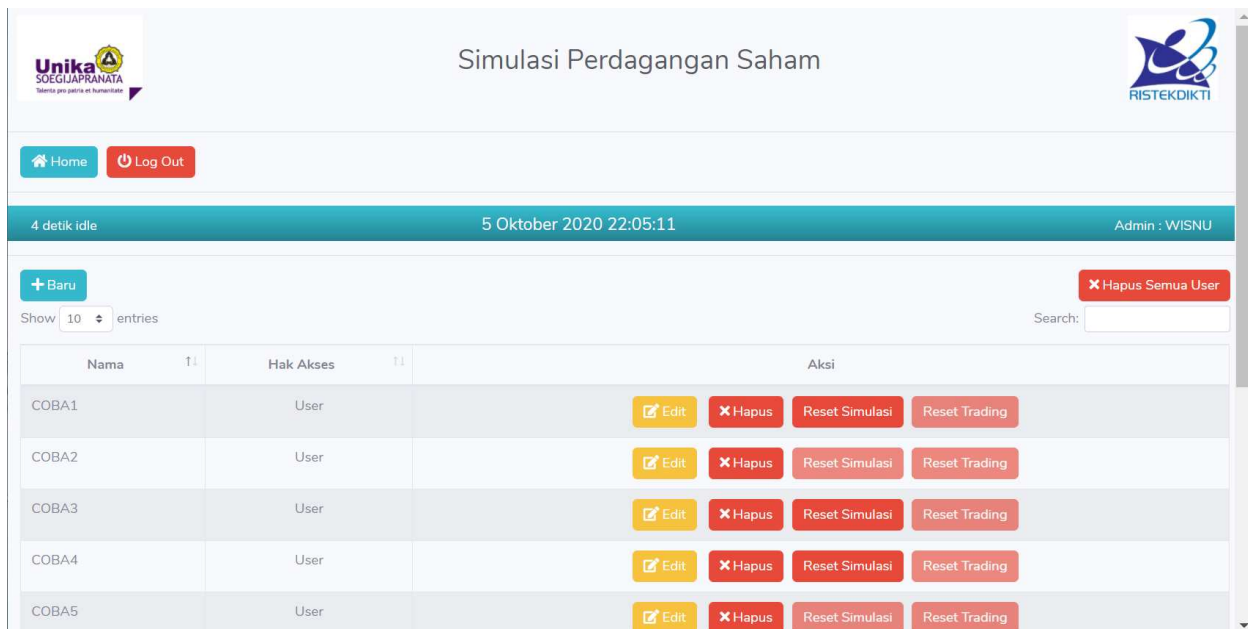 Unika
SOEGIJAPRANATA
Talenta pro patria et humanitate
Simulasi Perdagangan Saham
RISTEKDIKTI
Home Log Out
4 detik idle 5 Oktober 2020 22:05:11 Admin : WISNU
Baru Hapus Semua User
Show 10 entries Search:
Nama Hak Akses Aksi
COBA1 User Edit Hapus Reset Simulasi Reset Trading
COBA2 User Edit Hapus Reset Simulasi Reset Trading
COBA3 User Edit Hapus Reset Simulasi Reset Trading
COBA4 User Edit Hapus Reset Simulasi Reset Trading
COBA5 User Edit Hapus Reset Simulasi Reset Trading